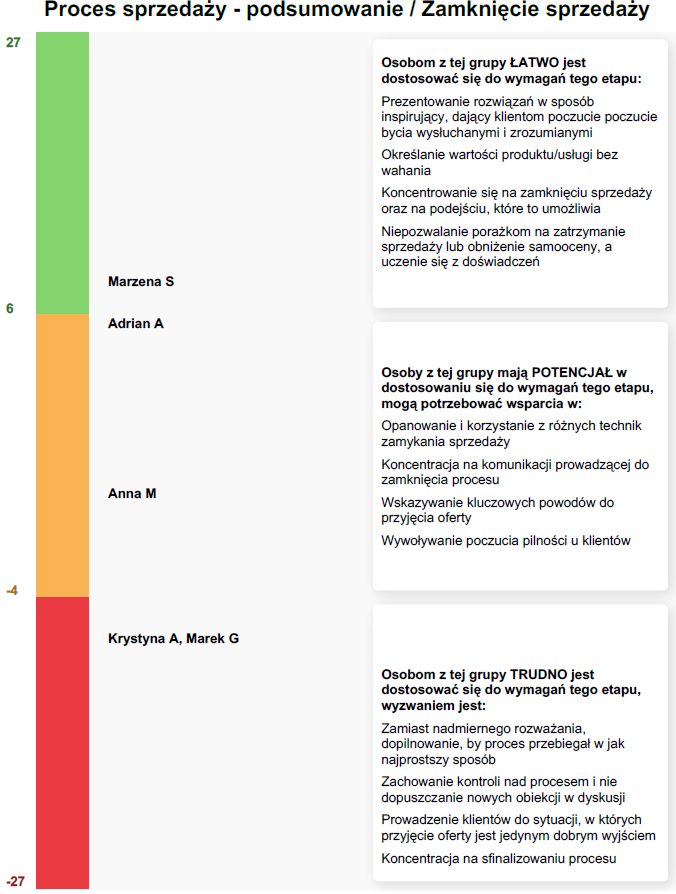 Proces sprzedaży - podsumowanie / Zamknięcie sprzedaży
27
Osobom z tej grupy ŁATWO jest
dostosować się do wymagań tego etapu:
Prezentowanie rozwiązań w sposób
inspirujący, dający klientom poczucie poczucie
bycia wysłuchanymi i zrozumianymi
Określanie wartości produktu/usługi bez
wahania
Koncentrowanie się na zamknięciu sprzedaży
oraz na podejściu, które to umożliwia
Niepozwalanie porażkom na zatrzymanie
sprzedaży lub obniżenie samooceny, a
uczenie się z doświadczeń
Marzena S
6
Adrian A
Osoby z tej grupy mają POTENCJAŁ w
dostosowaniu się do wymagań tego etapu,
mogą potrzebować wsparcia w:
Opanowanie i korzystanie z różnych technik
zamykania sprzedaży
Koncentracja na komunikacji prowadzącej do
zamknięcia procesu
Wskazywanie kluczowych powodów do
przyjęcia oferty
Wywoływanie poczucia pilności u klientów
Anna M
-4
Krystyna A, Marek G
Osobom z tej grupy TRUDNO jest
dostosować się do wymagań tego etapu,
wyzwaniem jest:
Zamiast nadmiernego rozważania,
dopilnowanie, by proces przebiegał w jak
najprostszy sposób
Zachowanie kontroli nad procesem i nie
dopuszczanie nowych obiekcji w dyskusji
Prowadzenie klientów do sytuacji, w których
przyjęcie oferty jest jedynym dobrym wyjściem
Koncentracja na sfinalizowaniu procesu
-27